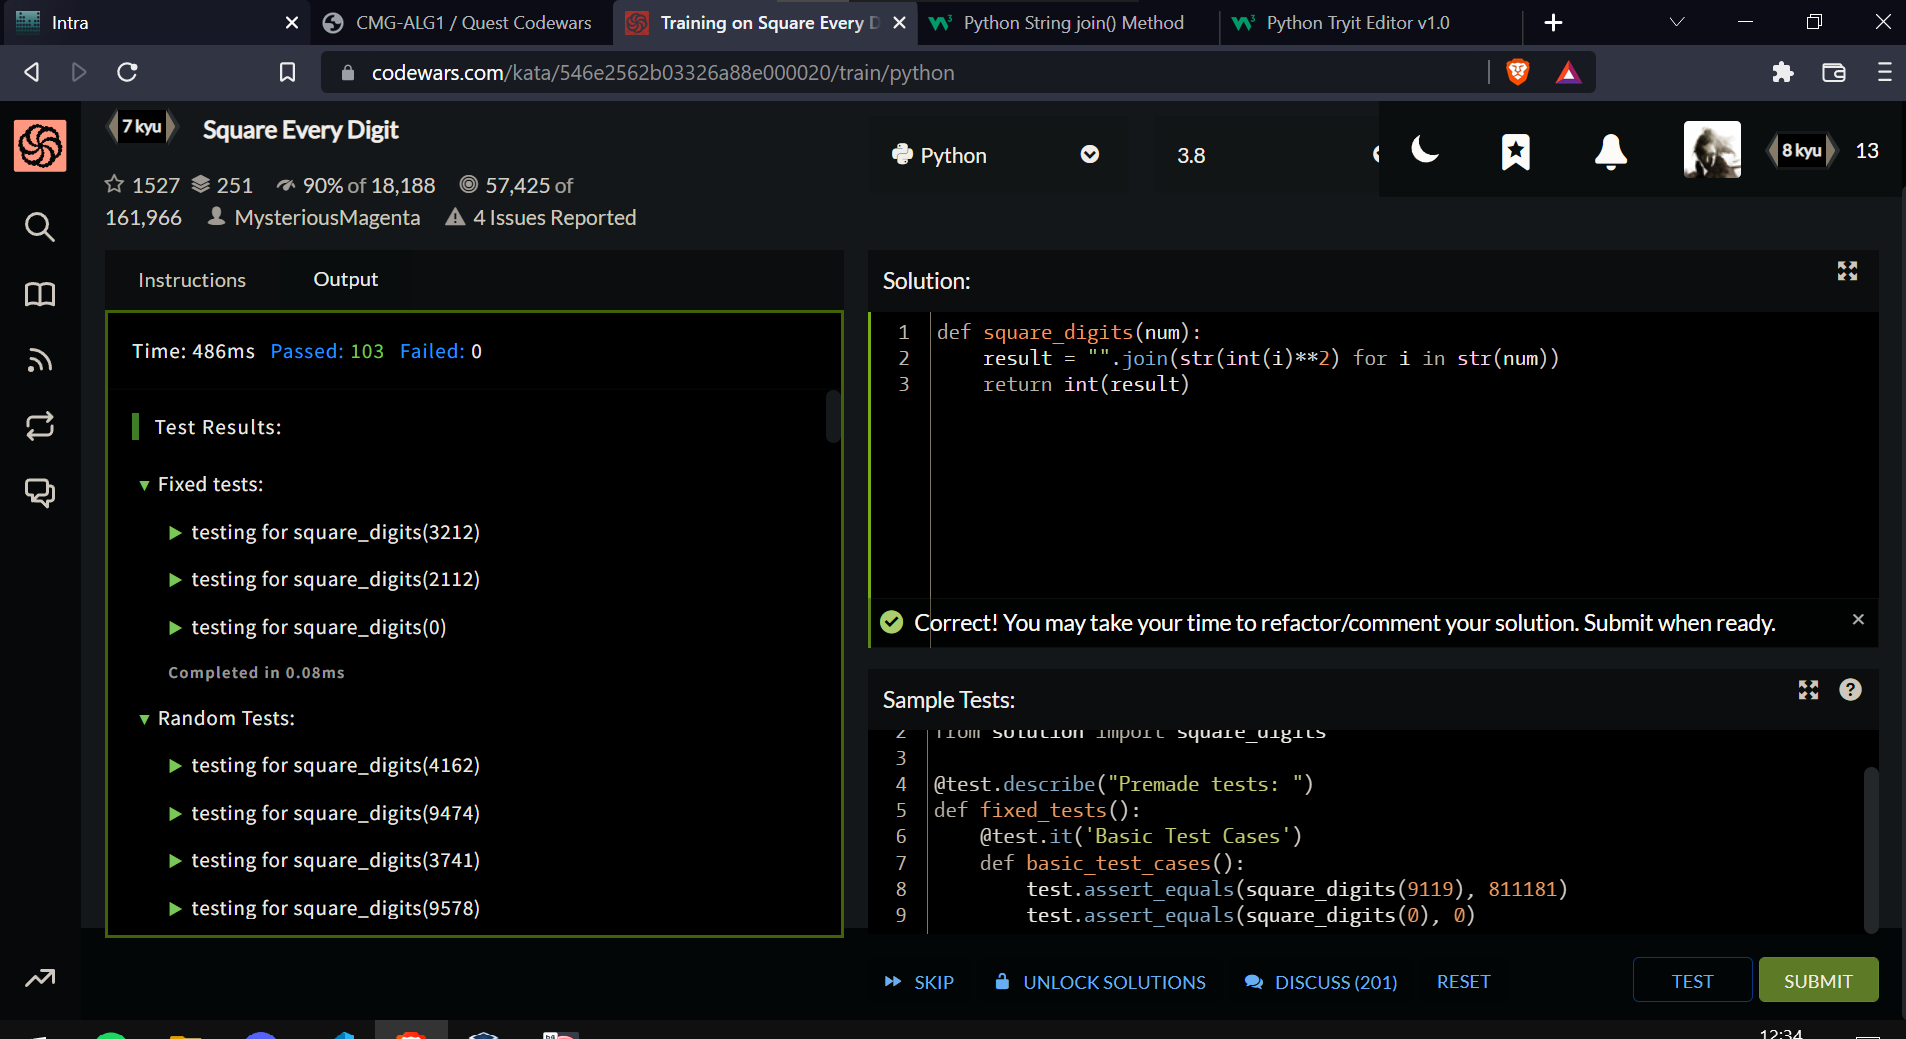 Intra
CMG-ALG1 / Quest Codewars
Training on Square Every D
Python String join() Method
Python Tryit Editor v1.0
codewars.com/kata/546e2562b03326a88e000020/train/python
7 kyu
Square Every Digit
Python
3.8
8 kyu
13
1527 251 90% of 18,188 57,425 of
161,966 MysteriousMagenta 4 Issues Reported
Instructions
Output
Time: 486ms Passed: 103 Failed: 0
Test Results:
Fixed tests:
testing for square_digits(3212)
testing for square_digits(2112)
testing for square_digits(0)
Completed in 0.08ms
Random Tests:
testing for square_digits(4162)
testing for square_digits(9474)
testing for square_digits(3741)
testing for square_digits(9578)
Solution:
1 def square_digits(num):
2     result = "".join(str(int(i)**2) for i in str(num))
3     return int(result)
Correct! You may take your time to refactor/comment your solution. Submit when ready.
Sample Tests:
2 from solution import square_digits
3
4 @test.describe("Premade tests: ")
5 def fixed_tests():
6     @test.it('Basic Test Cases')
7     def basic_test_cases():
8         test.assert_equals(square_digits(9119), 811181)
9         test.assert_equals(square_digits(0), 0)
SKIP
UNLOCK SOLUTIONS
DISCUSS (201)
RESET
TEST
SUBMIT
12:34